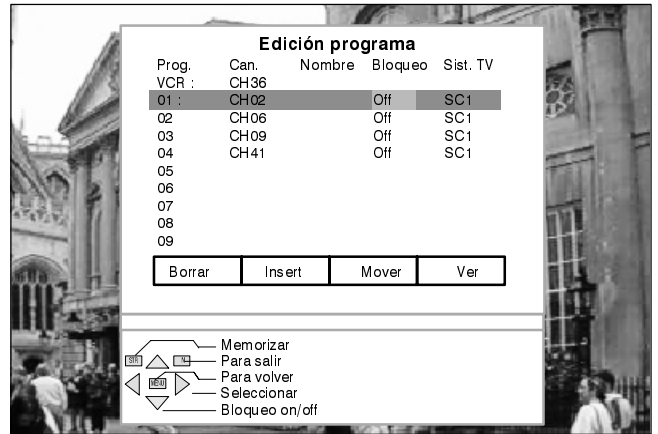 Edición programa
Prog. Can. Nombre Bloqueo Sist. TV
VCR : CH36
01 : CH02 Off SC1
02 CH06 Off SC1
03 CH09 Off SC1
04 CH41 Off SC1
05
06
07
08
09
Borrar Insert Mover Ver
Memorizar
STR N Para salir
MENU Para volver
Seleccionar
Bloqueo on/off